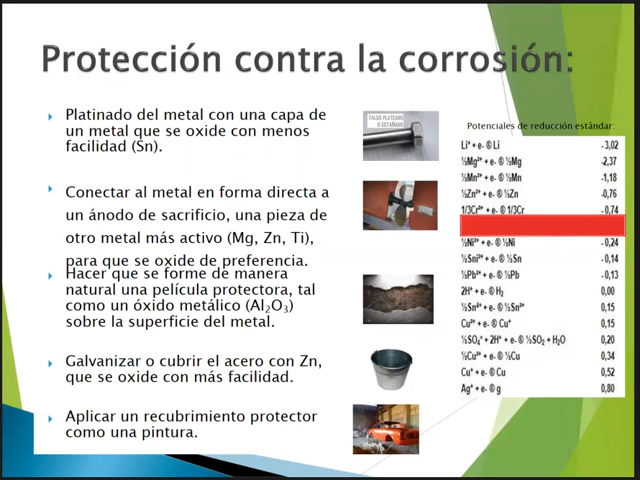 Protección contra la corrosión:
Platinado del metal con una capa de
un metal que se oxide con menos
facilidad (Sn).
Conectar al metal en forma directa a
un ánodo de sacrificio, una pieza de
otro metal más activo (Mg, Zn, Ti),
para que se oxide de preferencia.
Hacer que se forme de manera
natural una película protectora, tal
como un óxido metálico (Al₂O₃)
sobre la superficie del metal.
Galvanizar o cubrir el acero con Zn,
que se oxide con más facilidad.
Aplicar un recubrimiento protector
como una pintura.
FALSO PLATEADO
O ESTAÑADO
Potenciales de reducción estándar:
Li⁺ + e- ® Li -3,02
½Mg²⁺ + e- ® ½Mg -2,37
½Mn²⁺ + e- ® ½Mn -1,18
½Zn²⁺ + e- ® ½Zn -0,76
1/3Cr³⁺ + e- ® 1/3Cr -0,74
½Ni²⁺ + e- ® ½Ni -0,24
½Sni²⁺ + e- ® ½Sn -0,14
½Pb²⁺ + e- ® ½Pb -0,13
2H⁺ + e- ® H₂ 0,00
½Sn⁴⁺ + e- ® ½Sn²⁺ 0,15
Cu²⁺ + e- ® Cu⁺ 0,15
½SO₄⁺ + 2H⁺ + e- ® ½SO₂ + H₂O 0,20
½Cu²⁺ + e- ® ½Cu 0,34
Cu⁺ + e- ® Cu 0,52
Ag⁺ + e- ® g 0,80